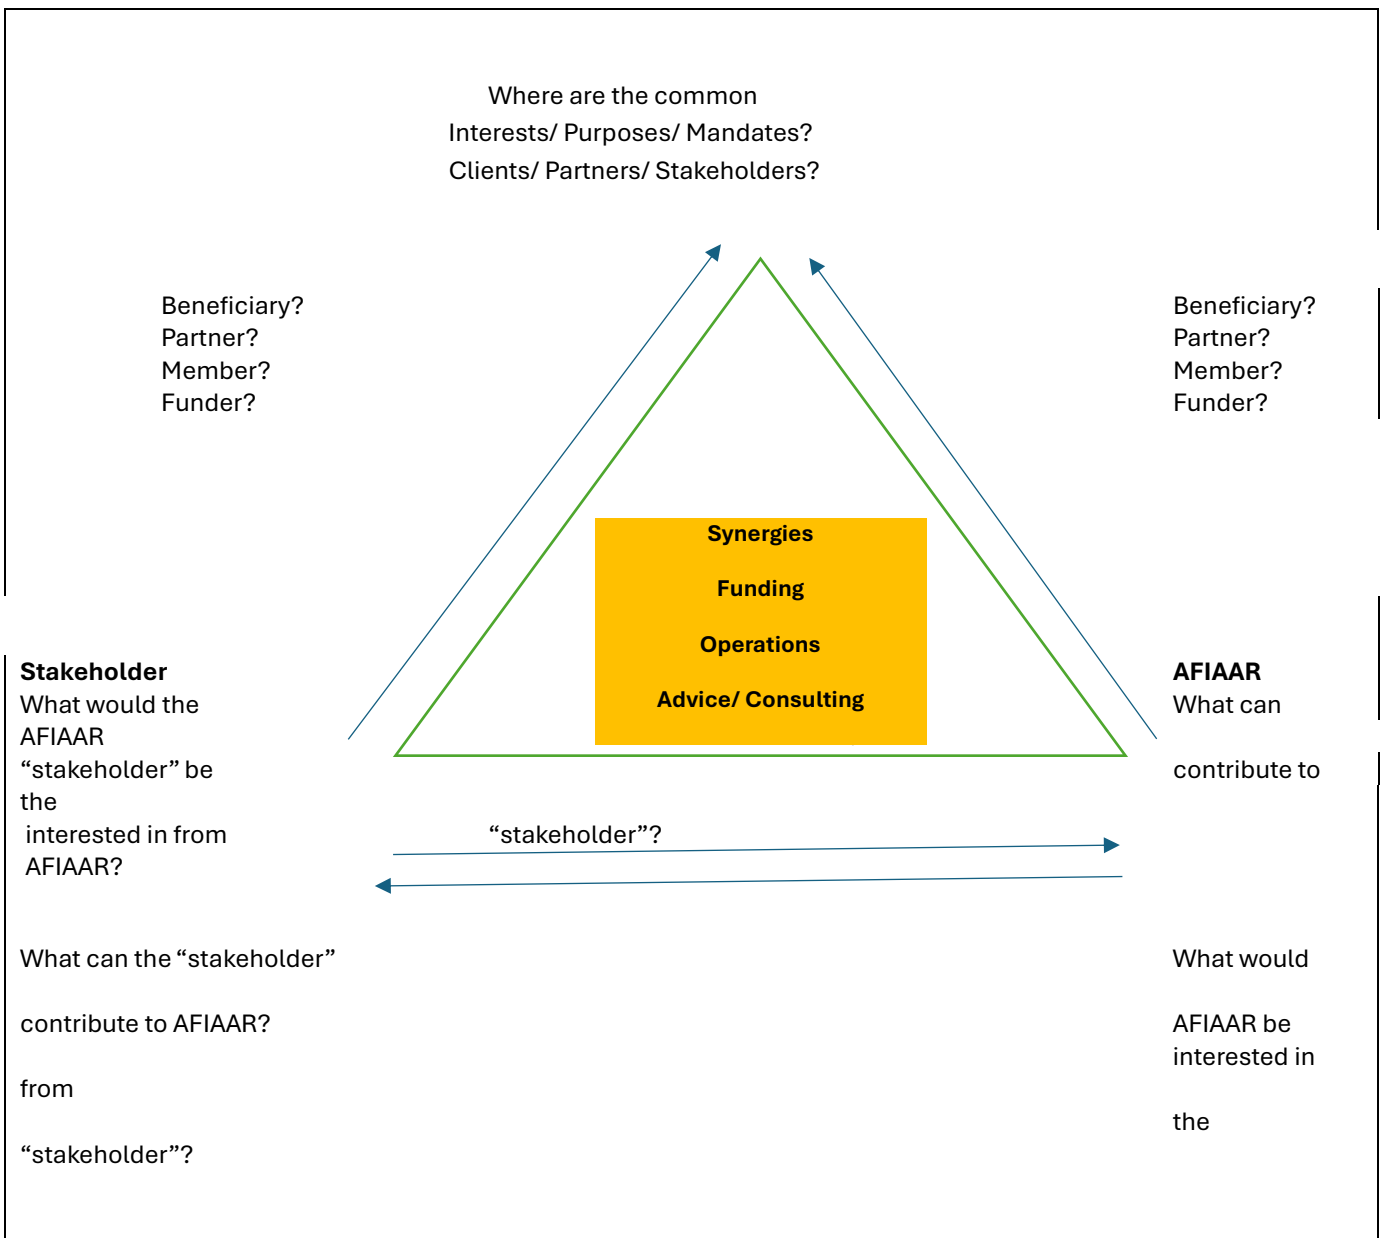 Where are the common
Interests/ Purposes/ Mandates?
Clients/ Partners/ Stakeholders?
Beneficiary?
Partner?
Member?
Funder?
Beneficiary?
Partner?
Member?
Funder?
Synergies
Funding
Operations
Advice/ Consulting
Stakeholder
What would the
AFIAAR
“stakeholder” be
the
interested in from
AFIAAR?
AFIAAR
What can
contribute to
“stakeholder”?
What can the “stakeholder”
contribute to AFIAAR?
from
“stakeholder”?
What would
AFIAAR be
interested in
the